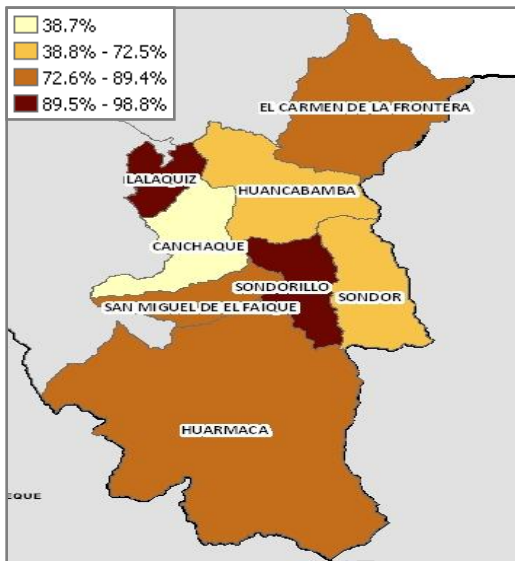 38.7%
38.8% - 72.5%
72.6% - 89.4%
89.5% - 98.8%
EL CARMEN DE LA FRONTERA
LALAQUIZ
HUANCABAMBA
CANCHAQUE
SONDORILLO
SONDOR
SAN MIGUEL DE EL FAIQUE
HUARMACA
EQUE